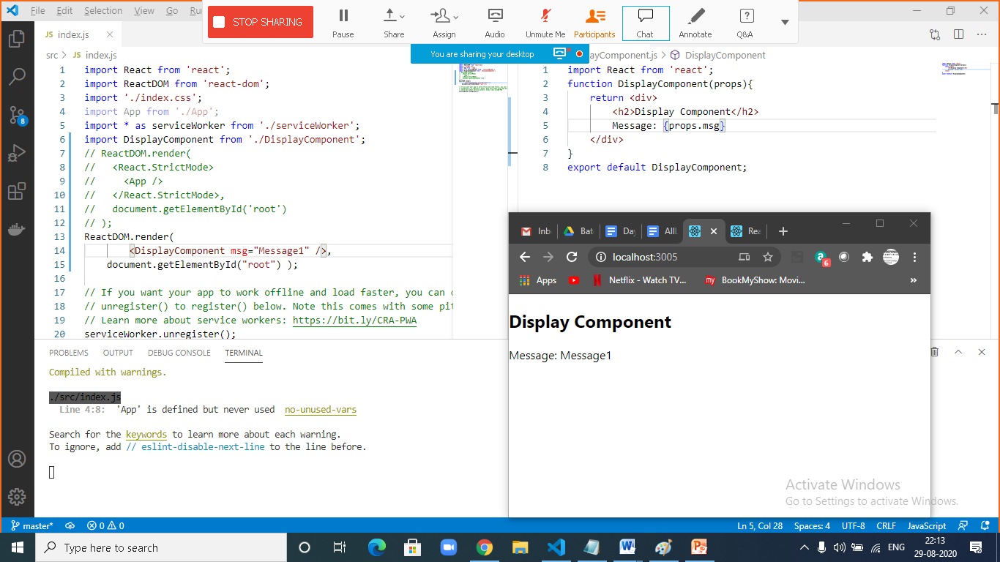 File Edit Selection View Go Ru
STOP SHARING
Pause
Share
Assign
Audio
Unmute Me
Participants
Chat
Annotate
Q&A
You are sharing your desktop
JS index.js
src > JS index.js
1 import React from 'react';
2 import ReactDOM from 'react-dom';
3 import './index.css';
4 import App from './App';
5 import * as serviceWorker from './serviceWorker';
6 import DisplayComponent from './DisplayComponent';
7 // ReactDOM.render(
8 //   <React.StrictMode>
9 //     <App />
10 //   </React.StrictMode>,
11 //   document.getElementById('root')
12 // );
13 ReactDOM.render(
14         <DisplayComponent msg="Message1" />,
15     document.getElementById("root") );
16
17 // If you want your app to work offline and load faster, you can c
18 // unregister() to register() below. Note this comes with some pit
19 // Learn more about service workers: https://bit.ly/CRA-PWA
20 serviceWorker.unregister();
ayComponent.js > DisplayComponent
1 import React from 'react';
2 function DisplayComponent(props){
3     return <div>
4         <h2>Display Component</h2>
5         Message: {props.msg}
6     </div>
7 }
8 export default DisplayComponent;
Inb
Bat
Day
AllI
Rea
localhost:3005
6
Apps
Netflix - Watch TV...
my BookMyShow: Movi...
»
Display Component
Message: Message1
PROBLEMS OUTPUT DEBUG CONSOLE TERMINAL
Compiled with warnings.
./src/index.js
Line 4:8:  'App' is defined but never used  no-unused-vars
Search for the keywords to learn more about each warning.
To ignore, add // eslint-disable-next-line to the line before.
8
Activate Windows
Go to Settings to activate Windows.
master* 0 0
Ln 5, Col 28 Spaces: 4 UTF-8 CRLF JavaScript
Type here to search
ENG
22:13
29-08-2020